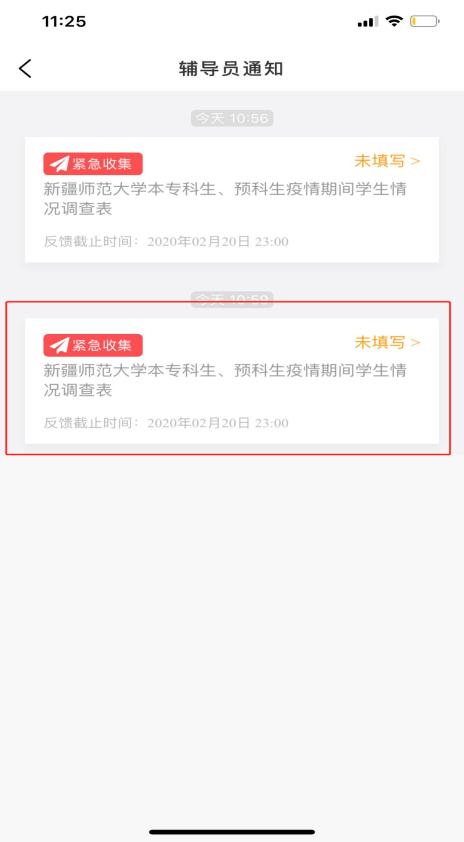 11:25
辅导员通知
今天 10:56
紧急收集
未填写 >
新疆师范大学本专科生、预科生疫情期间学生情
况调查表
反馈截止时间：2020年02月20日 23:00
今天 10:59
紧急收集
未填写 >
新疆师范大学本专科生、预科生疫情期间学生情
况调查表
反馈截止时间：2020年02月20日 23:00